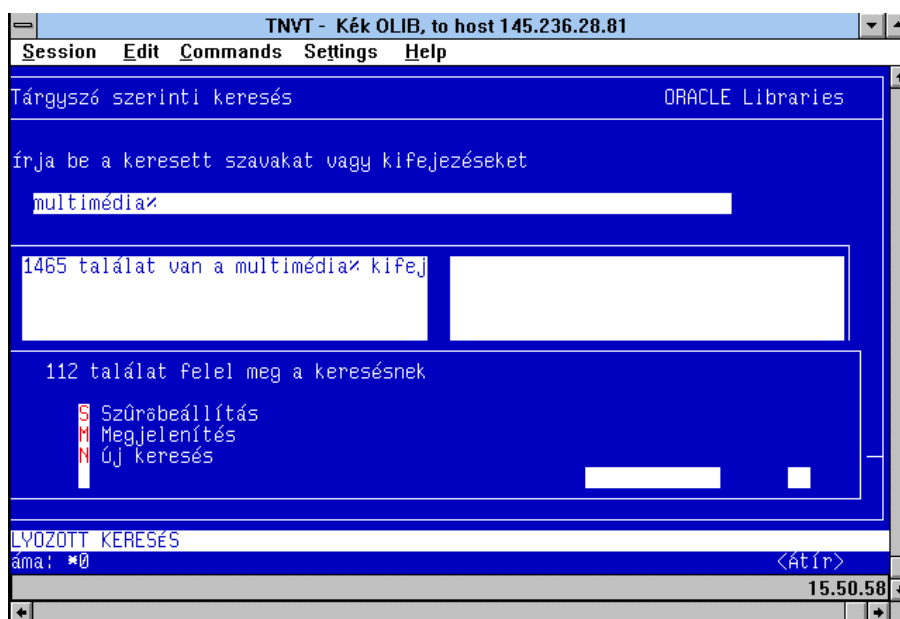 TNVT - Kék OLIB, to host 145.236.28.81
Session Edit Commands Settings Help
Tárgyszó szerinti keresés ORACLE Libraries
írja be a keresett szavakat vagy kifejezéseket
multimédia%
1465 találat van a multimédia% kifej
112 találat felel meg a keresésnek
S Szûrõbeállítás
M Megjelenítés
N új keresés
LYOZOTT KERESéS
áma: *0 <átír>
15.50.58